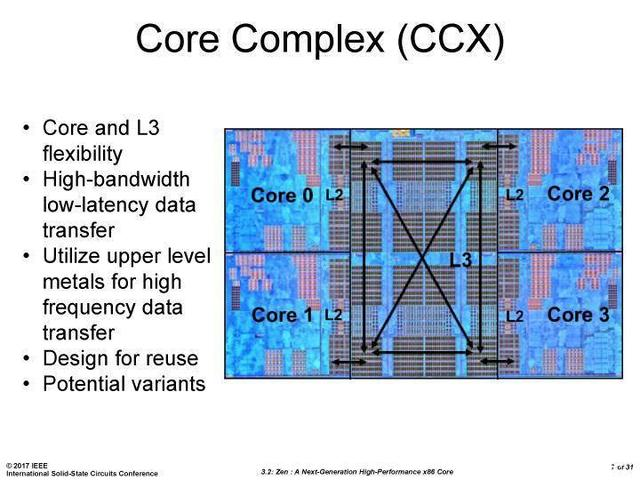 Core Complex (CCX)
• Core and L3
flexibility
• High-bandwidth
low-latency data
transfer
• Utilize upper level
metals for high
frequency data
transfer
• Design for reuse
• Potential variants
Core 0 L2
L2 Core 2
L3
Core 1 L2
L2 Core 3
© 2017 IEEE
International Solid-State Circuits Conference
3.2: Zen : A Next-Generation High-Performance x86 Core
of 31